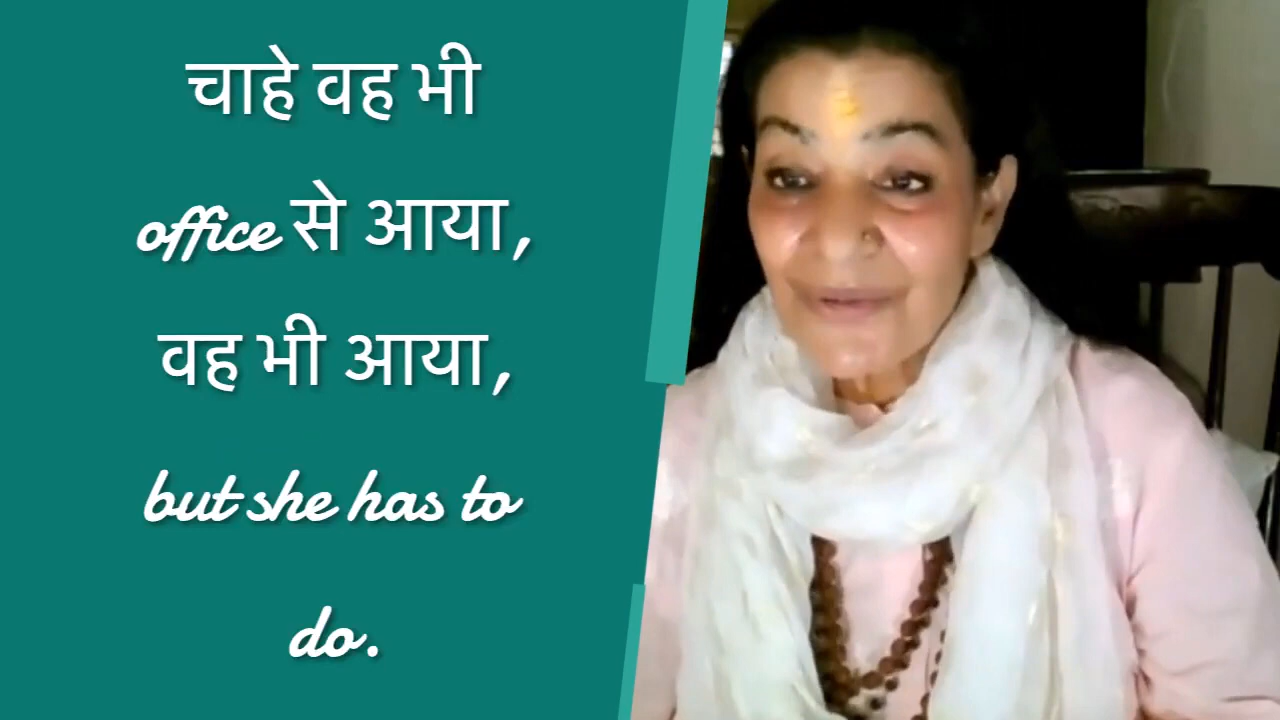 चाहे वह भी
office से आया,
वह भी आया,
but she has to
do.